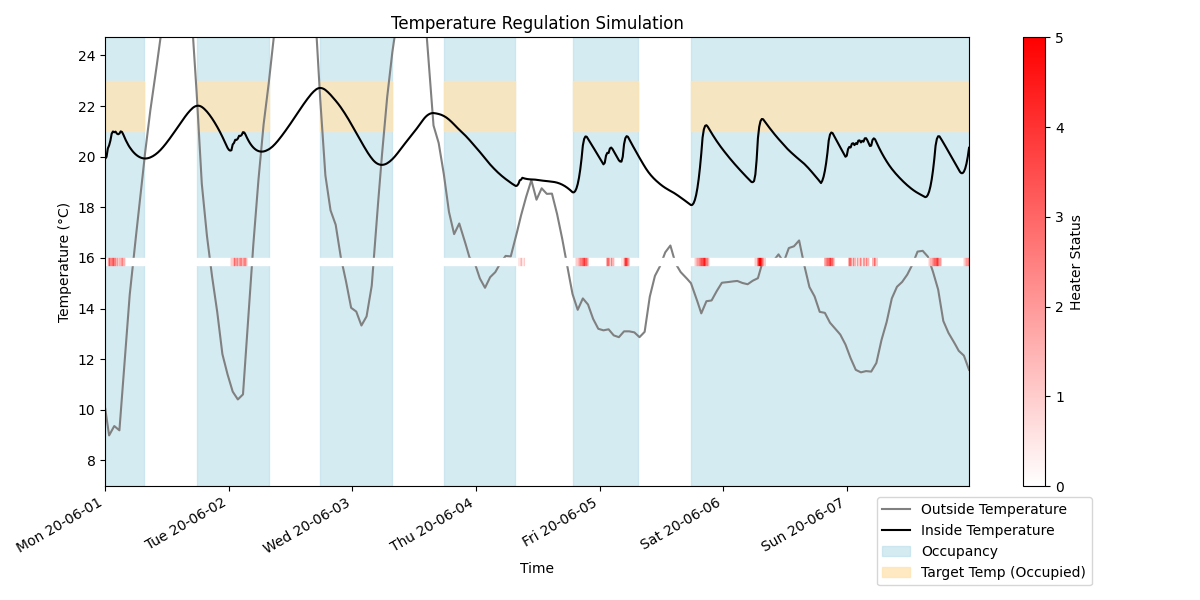 Temperature Regulation Simulation
24
22
20
18
16
14
12
10
8
Temperature (°C)
Mon 20-06-01
Tue 20-06-02
Wed 20-06-03
Thu 20-06-04
Fri 20-06-05
Sat 20-06-06
Sun 20-06-07
Time
5
4
3
2
1
0
Heater Status
Outside Temperature
Inside Temperature
Occupancy
Target Temp (Occupied)